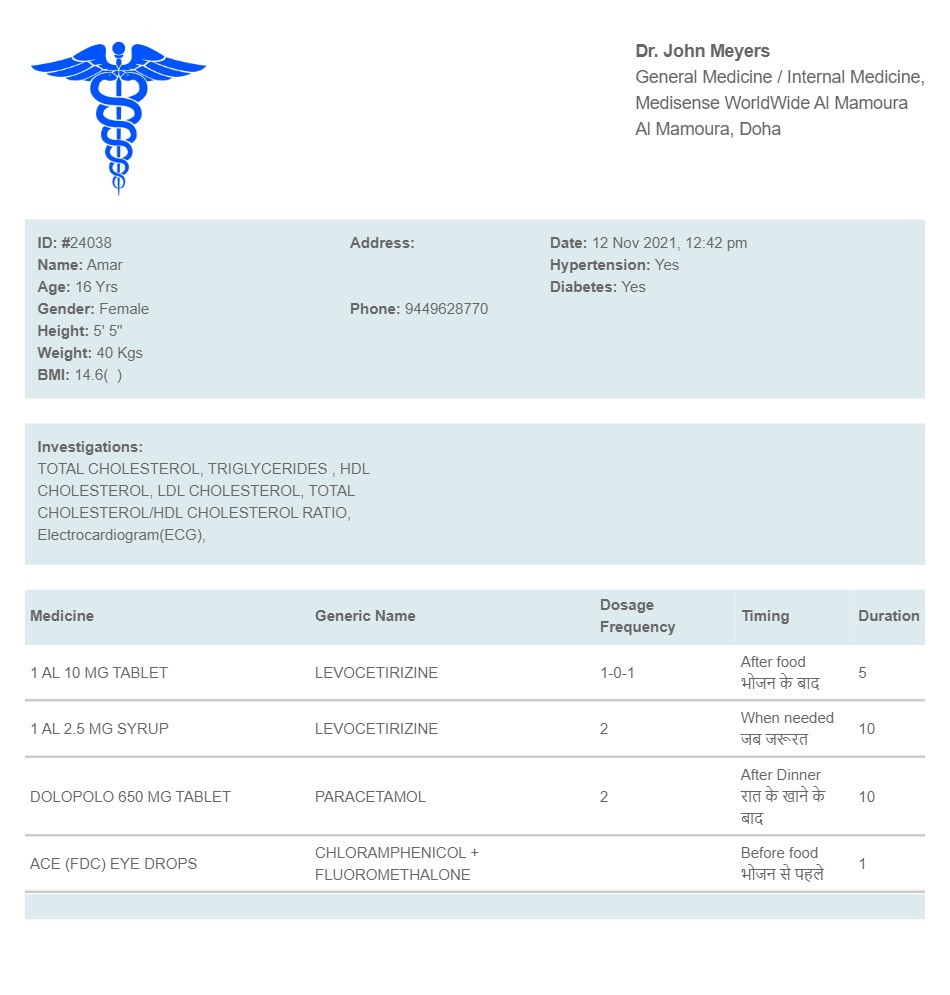 Dr. John Meyers
General Medicine / Internal Medicine,
Medisense WorldWide Al Mamoura
Al Mamoura, Doha
ID: #24038
Name: Amar
Age: 16 Yrs
Gender: Female
Height: 5' 5"
Weight: 40 Kgs
BMI: 14.6( )
Address:
Phone: 9449628770
Date: 12 Nov 2021, 12:42 pm
Hypertension: Yes
Diabetes: Yes
Investigations:
TOTAL CHOLESTEROL, TRIGLYCERIDES , HDL
CHOLESTEROL, LDL CHOLESTEROL, TOTAL
CHOLESTEROL/HDL CHOLESTEROL RATIO,
Electrocardiogram(ECG),
Medicine Generic Name Dosage Frequency Timing Duration
1 AL 10 MG TABLET LEVOCETIRIZINE 1-0-1 After food 5
भोजन के बाद
1 AL 2.5 MG SYRUP LEVOCETIRIZINE 2 When needed 10
जब जरूरत
DOLOPOLO 650 MG TABLET PARACETAMOL 2 After Dinner 10
रात के खाने के
बाद
ACE (FDC) EYE DROPS CHLORAMPHENICOL + Before food 1
FLUOROMETHALONE भोजन से पहले